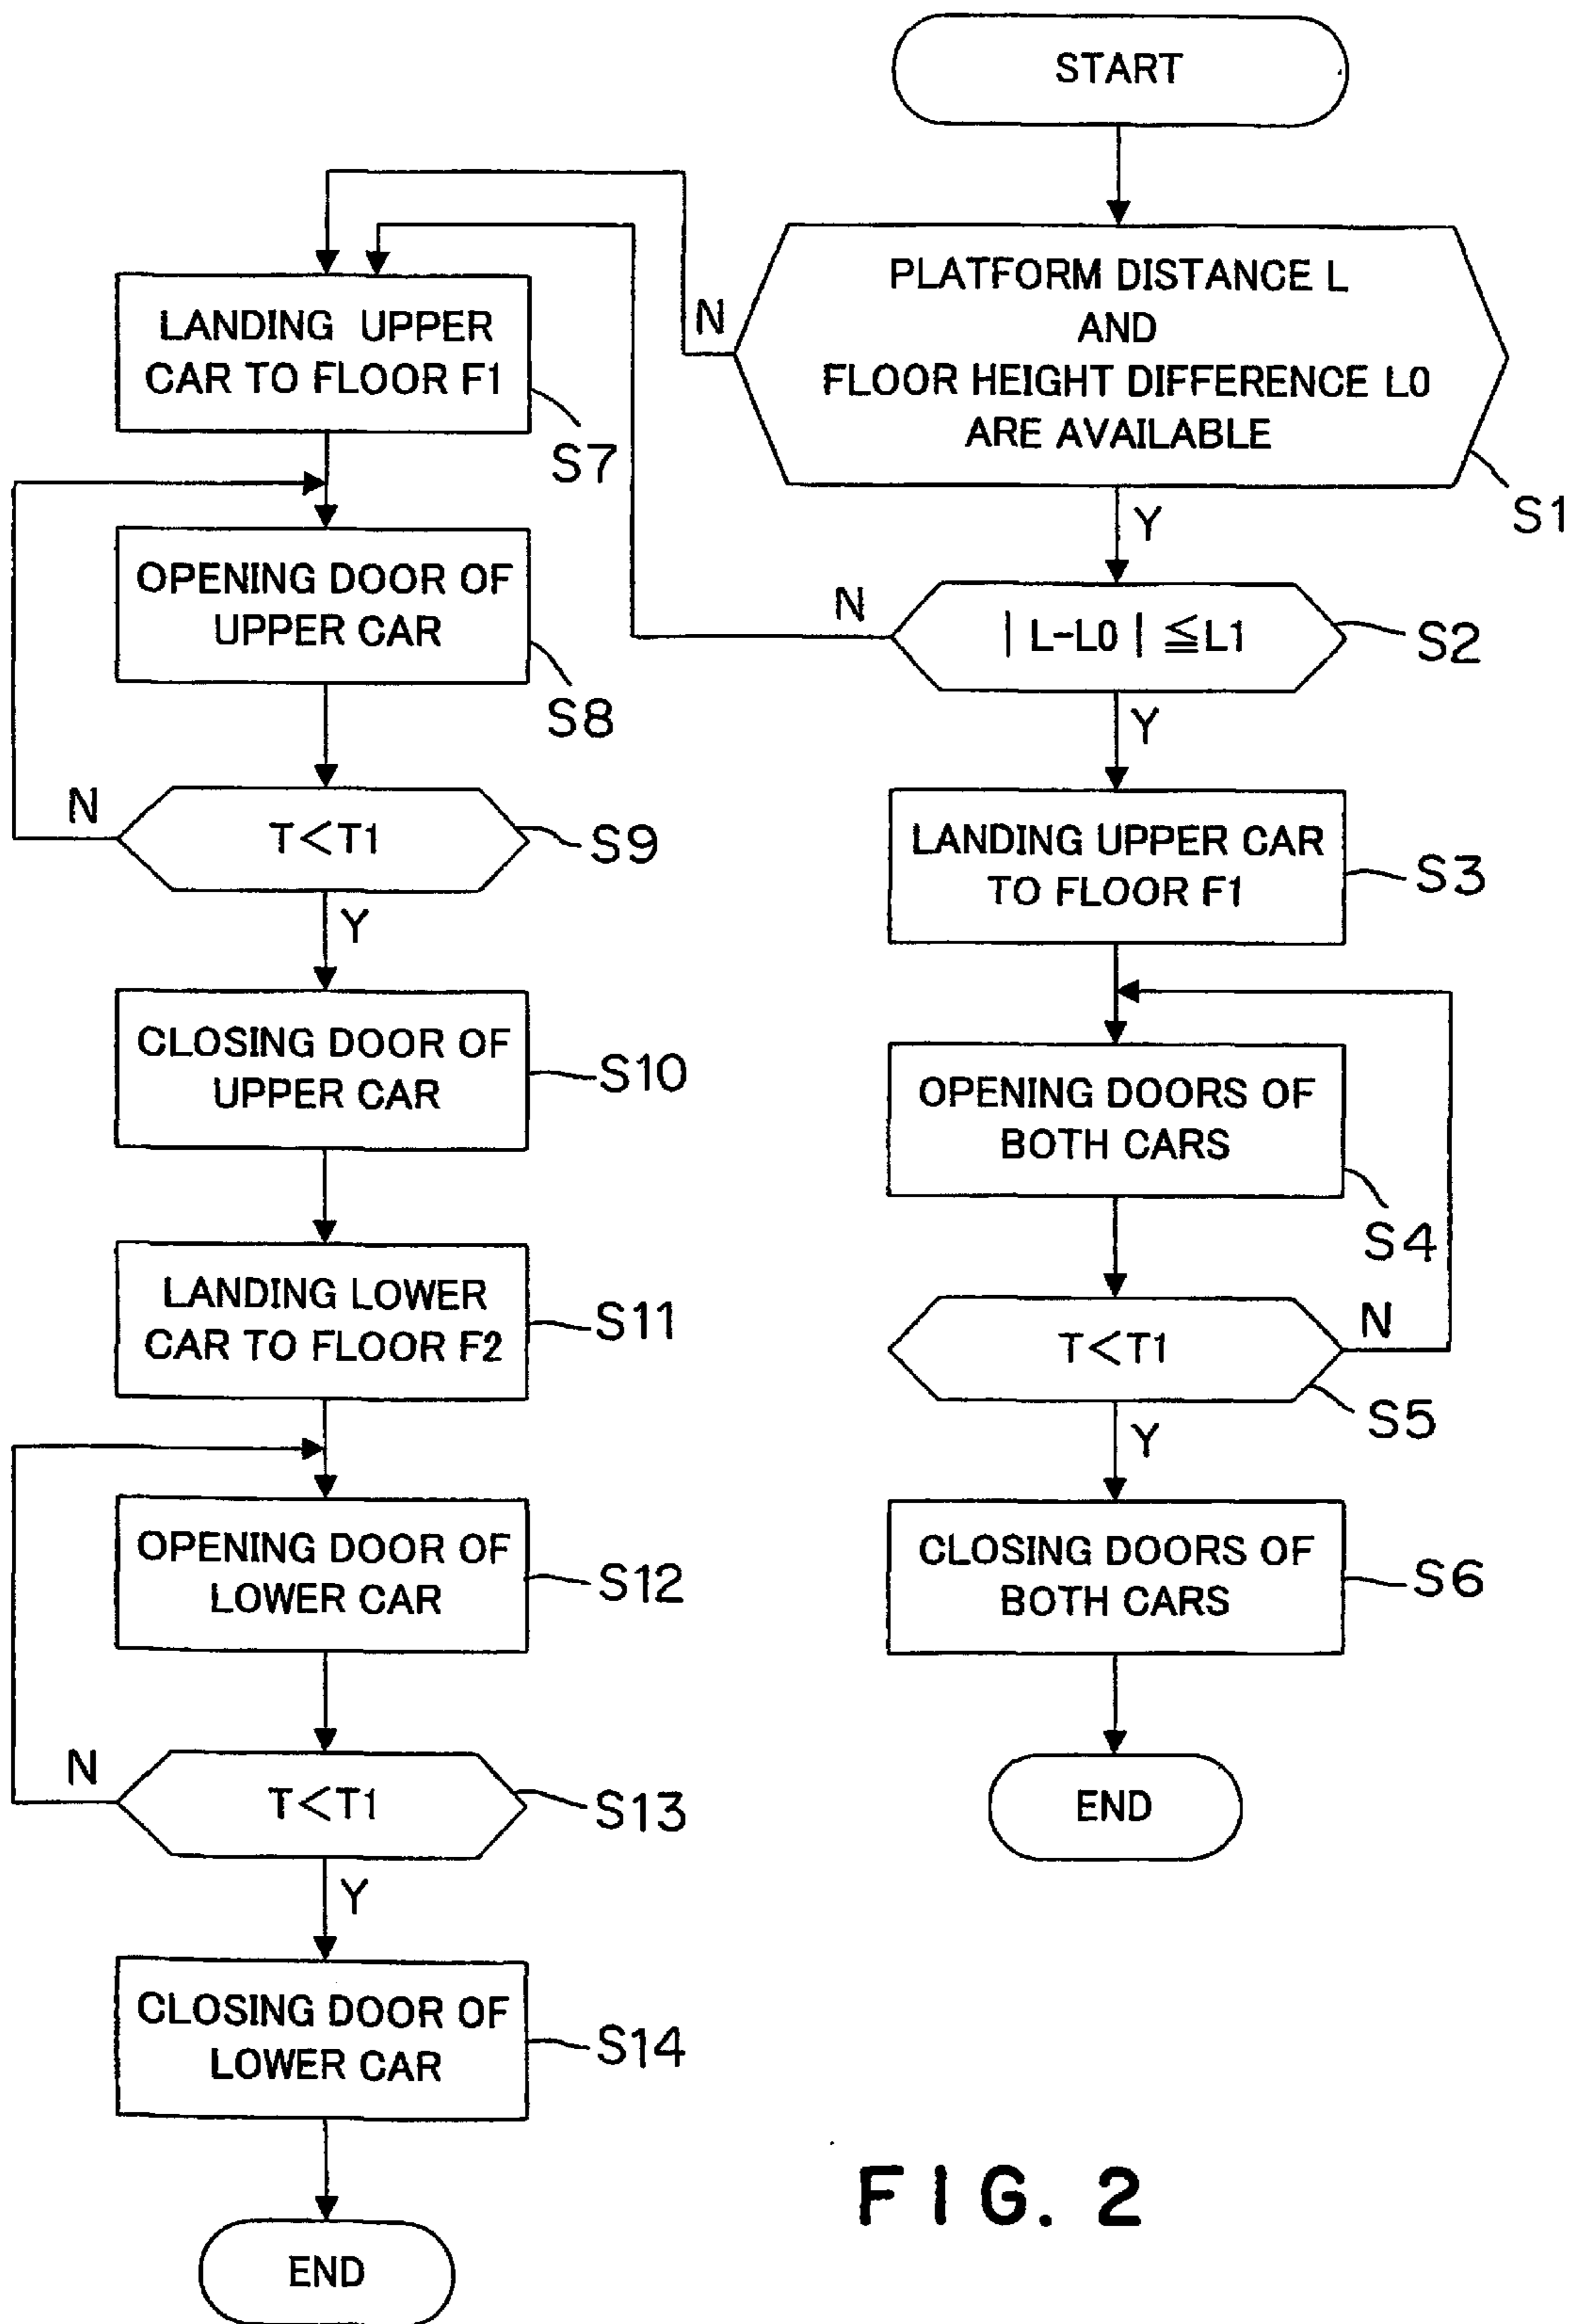 START
PLATFORM DISTANCE L
AND
FLOOR HEIGHT DIFFERENCE L0
ARE AVAILABLE
N
S1
Y
| L-L0 | ≦L1
N
S2
Y
LANDING UPPER CAR
TO FLOOR F1
S3
OPENING DOORS OF
BOTH CARS
S4
T<T1
N
S5
Y
CLOSING DOORS OF
BOTH CARS
S6
END
LANDING UPPER
CAR TO FLOOR F1
S7
OPENING DOOR OF
UPPER CAR
S8
N
T<T1
S9
Y
CLOSING DOOR OF
UPPER CAR
S10
LANDING LOWER
CAR TO FLOOR F2
S11
OPENING DOOR OF
LOWER CAR
S12
N
T<T1
S13
Y
CLOSING DOOR OF
LOWER CAR
S14
END
FIG. 2